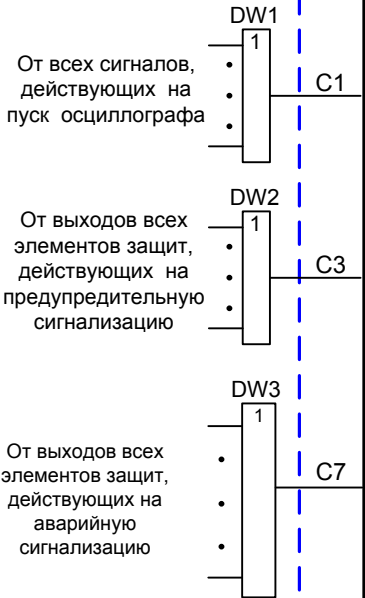 DW1
1
От всех сигналов,
действующих на
пуск осциллографа
C1
DW2
1
От выходов всех
элементов защит,
действующих на
предупредительную
сигнализацию
C3
DW3
1
От выходов всех
элементов защит,
действующих на
аварийную
сигнализацию
C7